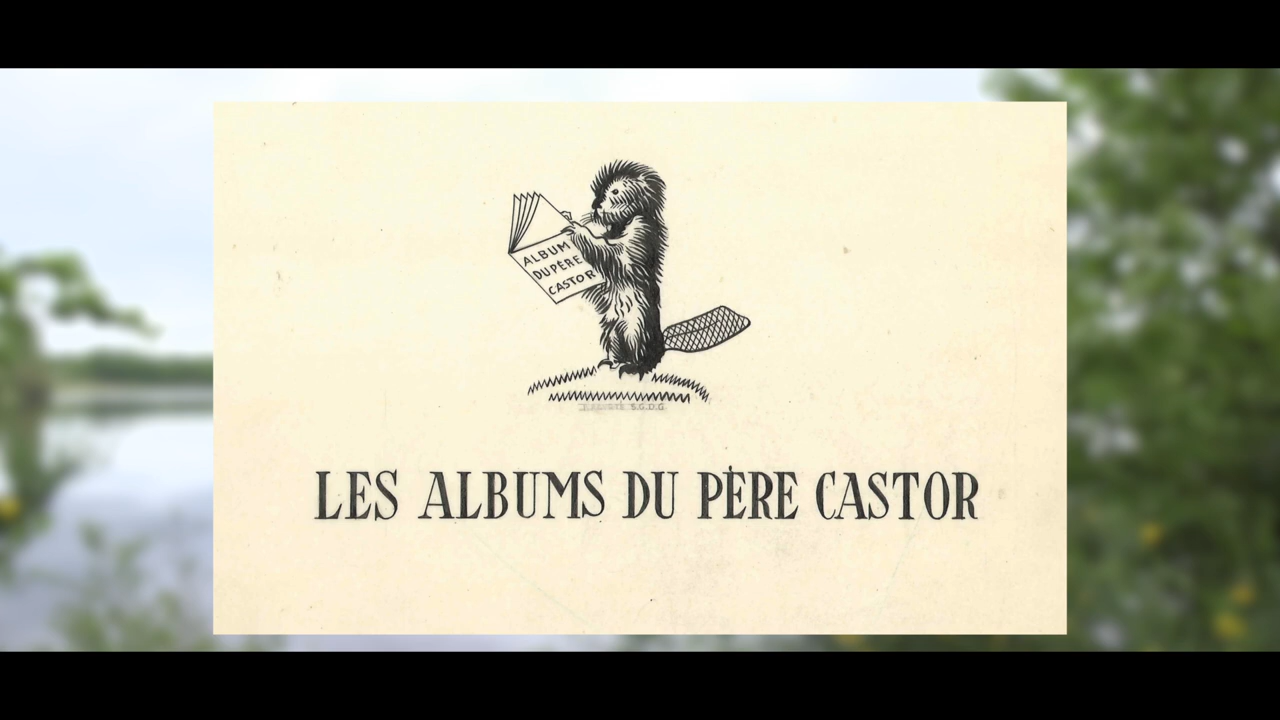 ALBUM
DU PÈRE
CASTOR
S.G.D.G
LES ALBUMS DU PÈRE CASTOR